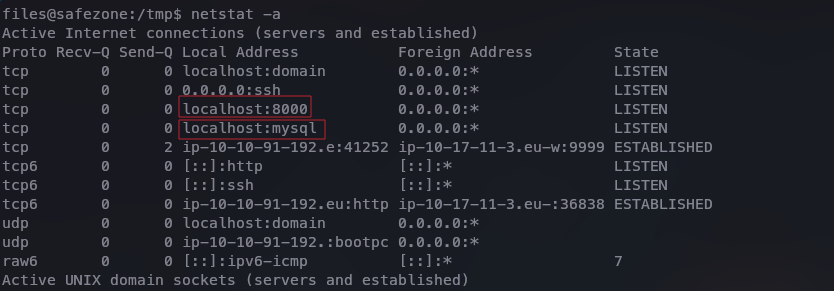 files@safezone:/tmp$ netstat -a
Active Internet connections (servers and established)
Proto Recv-Q Send-Q Local Address           Foreign Address         State
tcp        0      0 localhost:domain        0.0.0.0:*               LISTEN
tcp        0      0 0.0.0.0:ssh             0.0.0.0:*               LISTEN
tcp        0      0 localhost:8000          0.0.0.0:*               LISTEN
tcp        0      0 localhost:mysql         0.0.0.0:*               LISTEN
tcp        0      2 ip-10-10-91-192.e:41252 ip-10-17-11-3.eu-w:9999 ESTABLISHED
tcp6       0      0 [::]:http               [::]:*                  LISTEN
tcp6       0      0 [::]:ssh                [::]:*                  LISTEN
tcp6       0      0 ip-10-10-91-192.eu:http ip-10-17-11-3.eu-:36838 ESTABLISHED
udp        0      0 localhost:domain        0.0.0.0:*
udp        0      0 ip-10-10-91-192.:bootpc 0.0.0.0:*
raw6       0      0 [::]:ipv6-icmp          [::]:*                  7
Active UNIX domain sockets (servers and established)